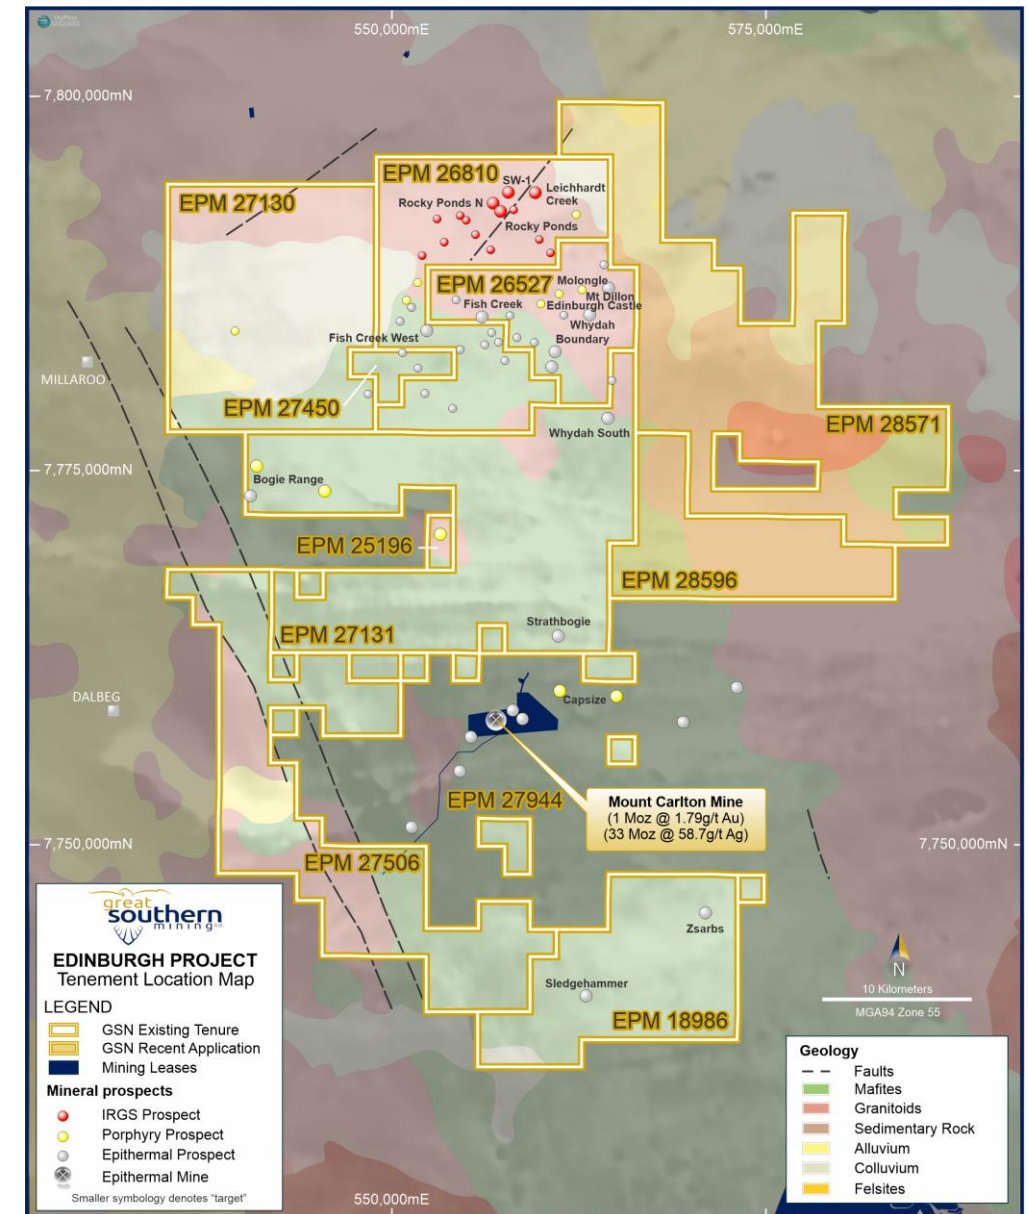 550,000mE
575,000mE
7,800,000mN
EPM 26810
SW-1
Leichhardt
Creek
EPM 27130
Rocky Ponds N
Rocky Ponds
EPM 26527
Molongle
Mt Dillon
Fish Creek
Edinburgh Castle
Whydah
Boundary
Fish Creek West
MILLAROO
EPM 27450
EPM 28571
Whydah South
7,775,000mN
Bogie Range
EPM 25196
EPM 28596
Strathbogie
EPM 27131
DALBEG
Capsize
EPM 27944
Mount Carlton Mine
(1 Moz @ 1.79g/t Au)
(33 Moz @ 58.7g/t Ag)
7,750,000mN
7,750,000mN
EPM 27506
Zsarbs
Sledgehammer
EPM 18986
great
southern
mining
EDINBURGH PROJECT
Tenement Location Map
LEGEND
GSN Existing Tenure
GSN Recent Application
Mining Leases
Mineral prospects
IRGS Prospect
Porphyry Prospect
Epithermal Prospect
Epithermal Mine
Smaller symbology denotes "target"
550,000mE
N
10 Kilometers
MGA94 Zone 55
Geology
Faults
Mafites
Granitoids
Sedimentary Rock
Alluvium
Colluvium
Felsites